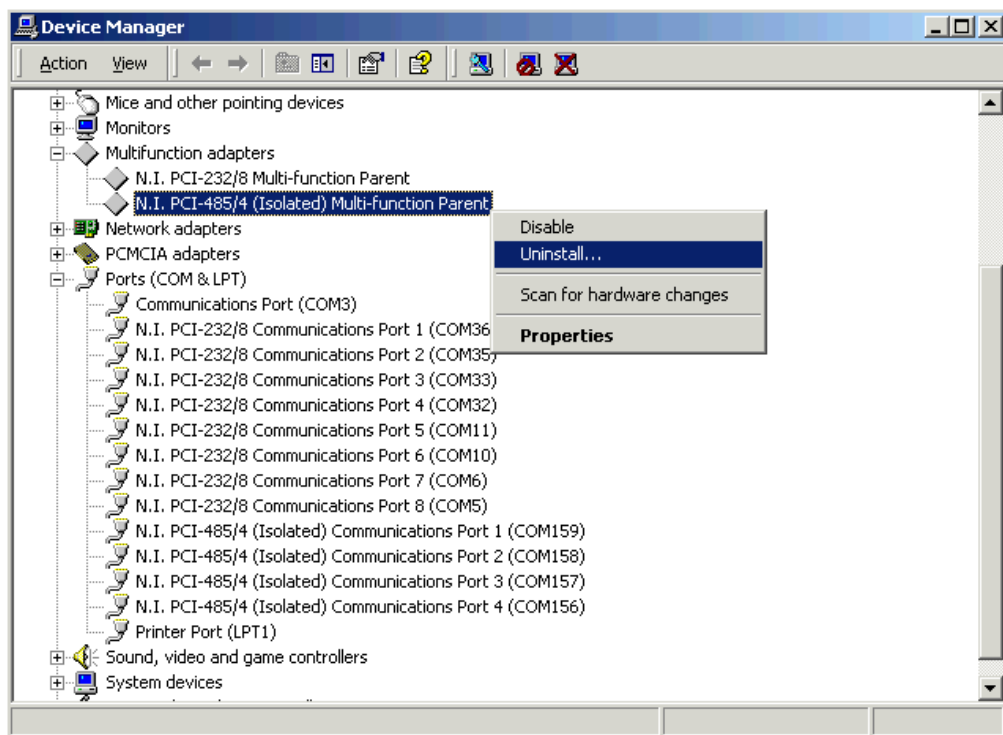 Device Manager
Action View
Mice and other pointing devices
Monitors
Multifunction adapters
N.I. PCI-232/8 Multi-function Parent
N.I. PCI-485/4 (Isolated) Multi-function Parent
Network adapters
Disable
PCMCIA adapters
Uninstall...
Ports (COM & LPT)
Scan for hardware changes
Communications Port (COM3)
N.I. PCI-232/8 Communications Port 1 (COM36
Properties
N.I. PCI-232/8 Communications Port 2 (COM35)
N.I. PCI-232/8 Communications Port 3 (COM33)
N.I. PCI-232/8 Communications Port 4 (COM32)
N.I. PCI-232/8 Communications Port 5 (COM11)
N.I. PCI-232/8 Communications Port 6 (COM10)
N.I. PCI-232/8 Communications Port 7 (COM6)
N.I. PCI-232/8 Communications Port 8 (COM5)
N.I. PCI-485/4 (Isolated) Communications Port 1 (COM159)
N.I. PCI-485/4 (Isolated) Communications Port 2 (COM158)
N.I. PCI-485/4 (Isolated) Communications Port 3 (COM157)
N.I. PCI-485/4 (Isolated) Communications Port 4 (COM156)
Printer Port (LPT1)
Sound, video and game controllers
System devices